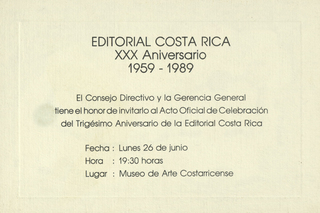 EDITORIAL COSTA RICA
XXX Aniversario
1959 - 1989
El Consejo Directivo y la Gerencia General
tiene el honor de invitarlo al Acto Oficial de Celebración
del Trigésimo Aniversario de la Editorial Costa Rica
Fecha : Lunes 26 de junio
Hora : 19:30 horas
Lugar : Museo de Arte Costarricense